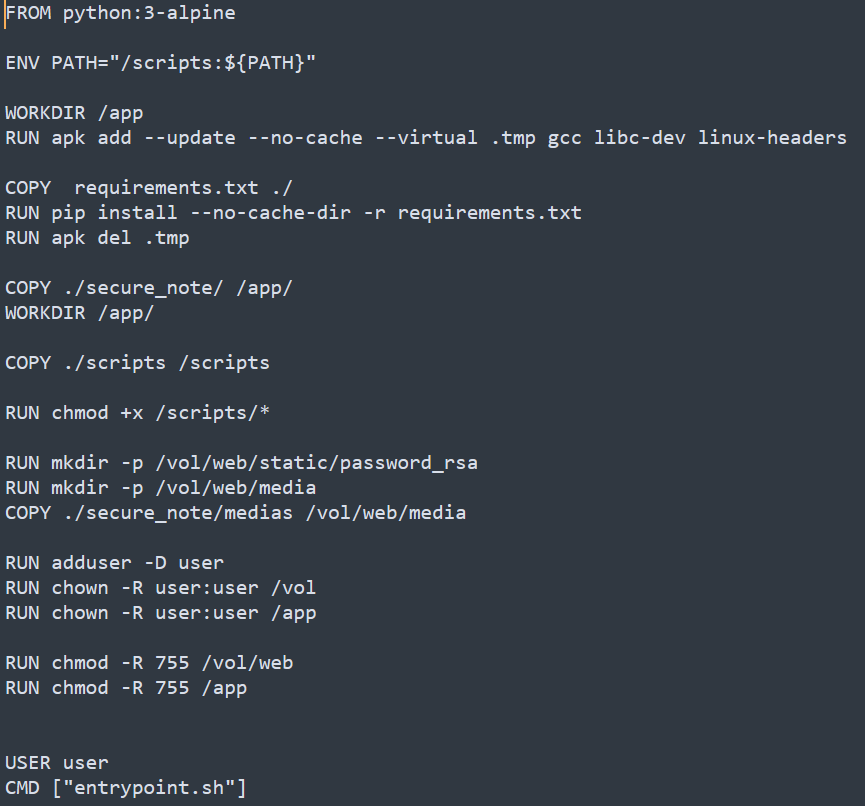 FROM python:3-alpine
ENV PATH="/scripts:${PATH}"
WORKDIR /app
RUN apk add --update --no-cache --virtual .tmp gcc libc-dev linux-headers
COPY  requirements.txt ./
RUN pip install --no-cache-dir -r requirements.txt
RUN apk del .tmp
COPY ./secure_note/ /app/
WORKDIR /app/
COPY ./scripts /scripts
RUN chmod +x /scripts/*
RUN mkdir -p /vol/web/static/password_rsa
RUN mkdir -p /vol/web/media
COPY ./secure_note/medias /vol/web/media
RUN adduser -D user
RUN chown -R user:user /vol
RUN chown -R user:user /app
RUN chmod -R 755 /vol/web
RUN chmod -R 755 /app
USER user
CMD ["entrypoint.sh"]